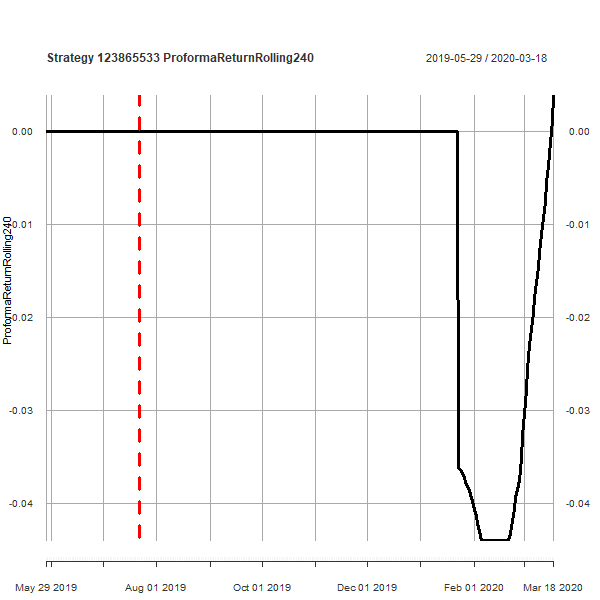 Strategy 123865533 ProformaReturnRolling240
2019-05-29 / 2020-03-18
ProformaReturnRolling240
0.00
-0.01
-0.02
-0.03
-0.04
0.00
-0.01
-0.02
-0.03
-0.04
May 29 2019 Aug 01 2019 Oct 01 2019 Dec 01 2019 Feb 01 2020 Mar 18 2020